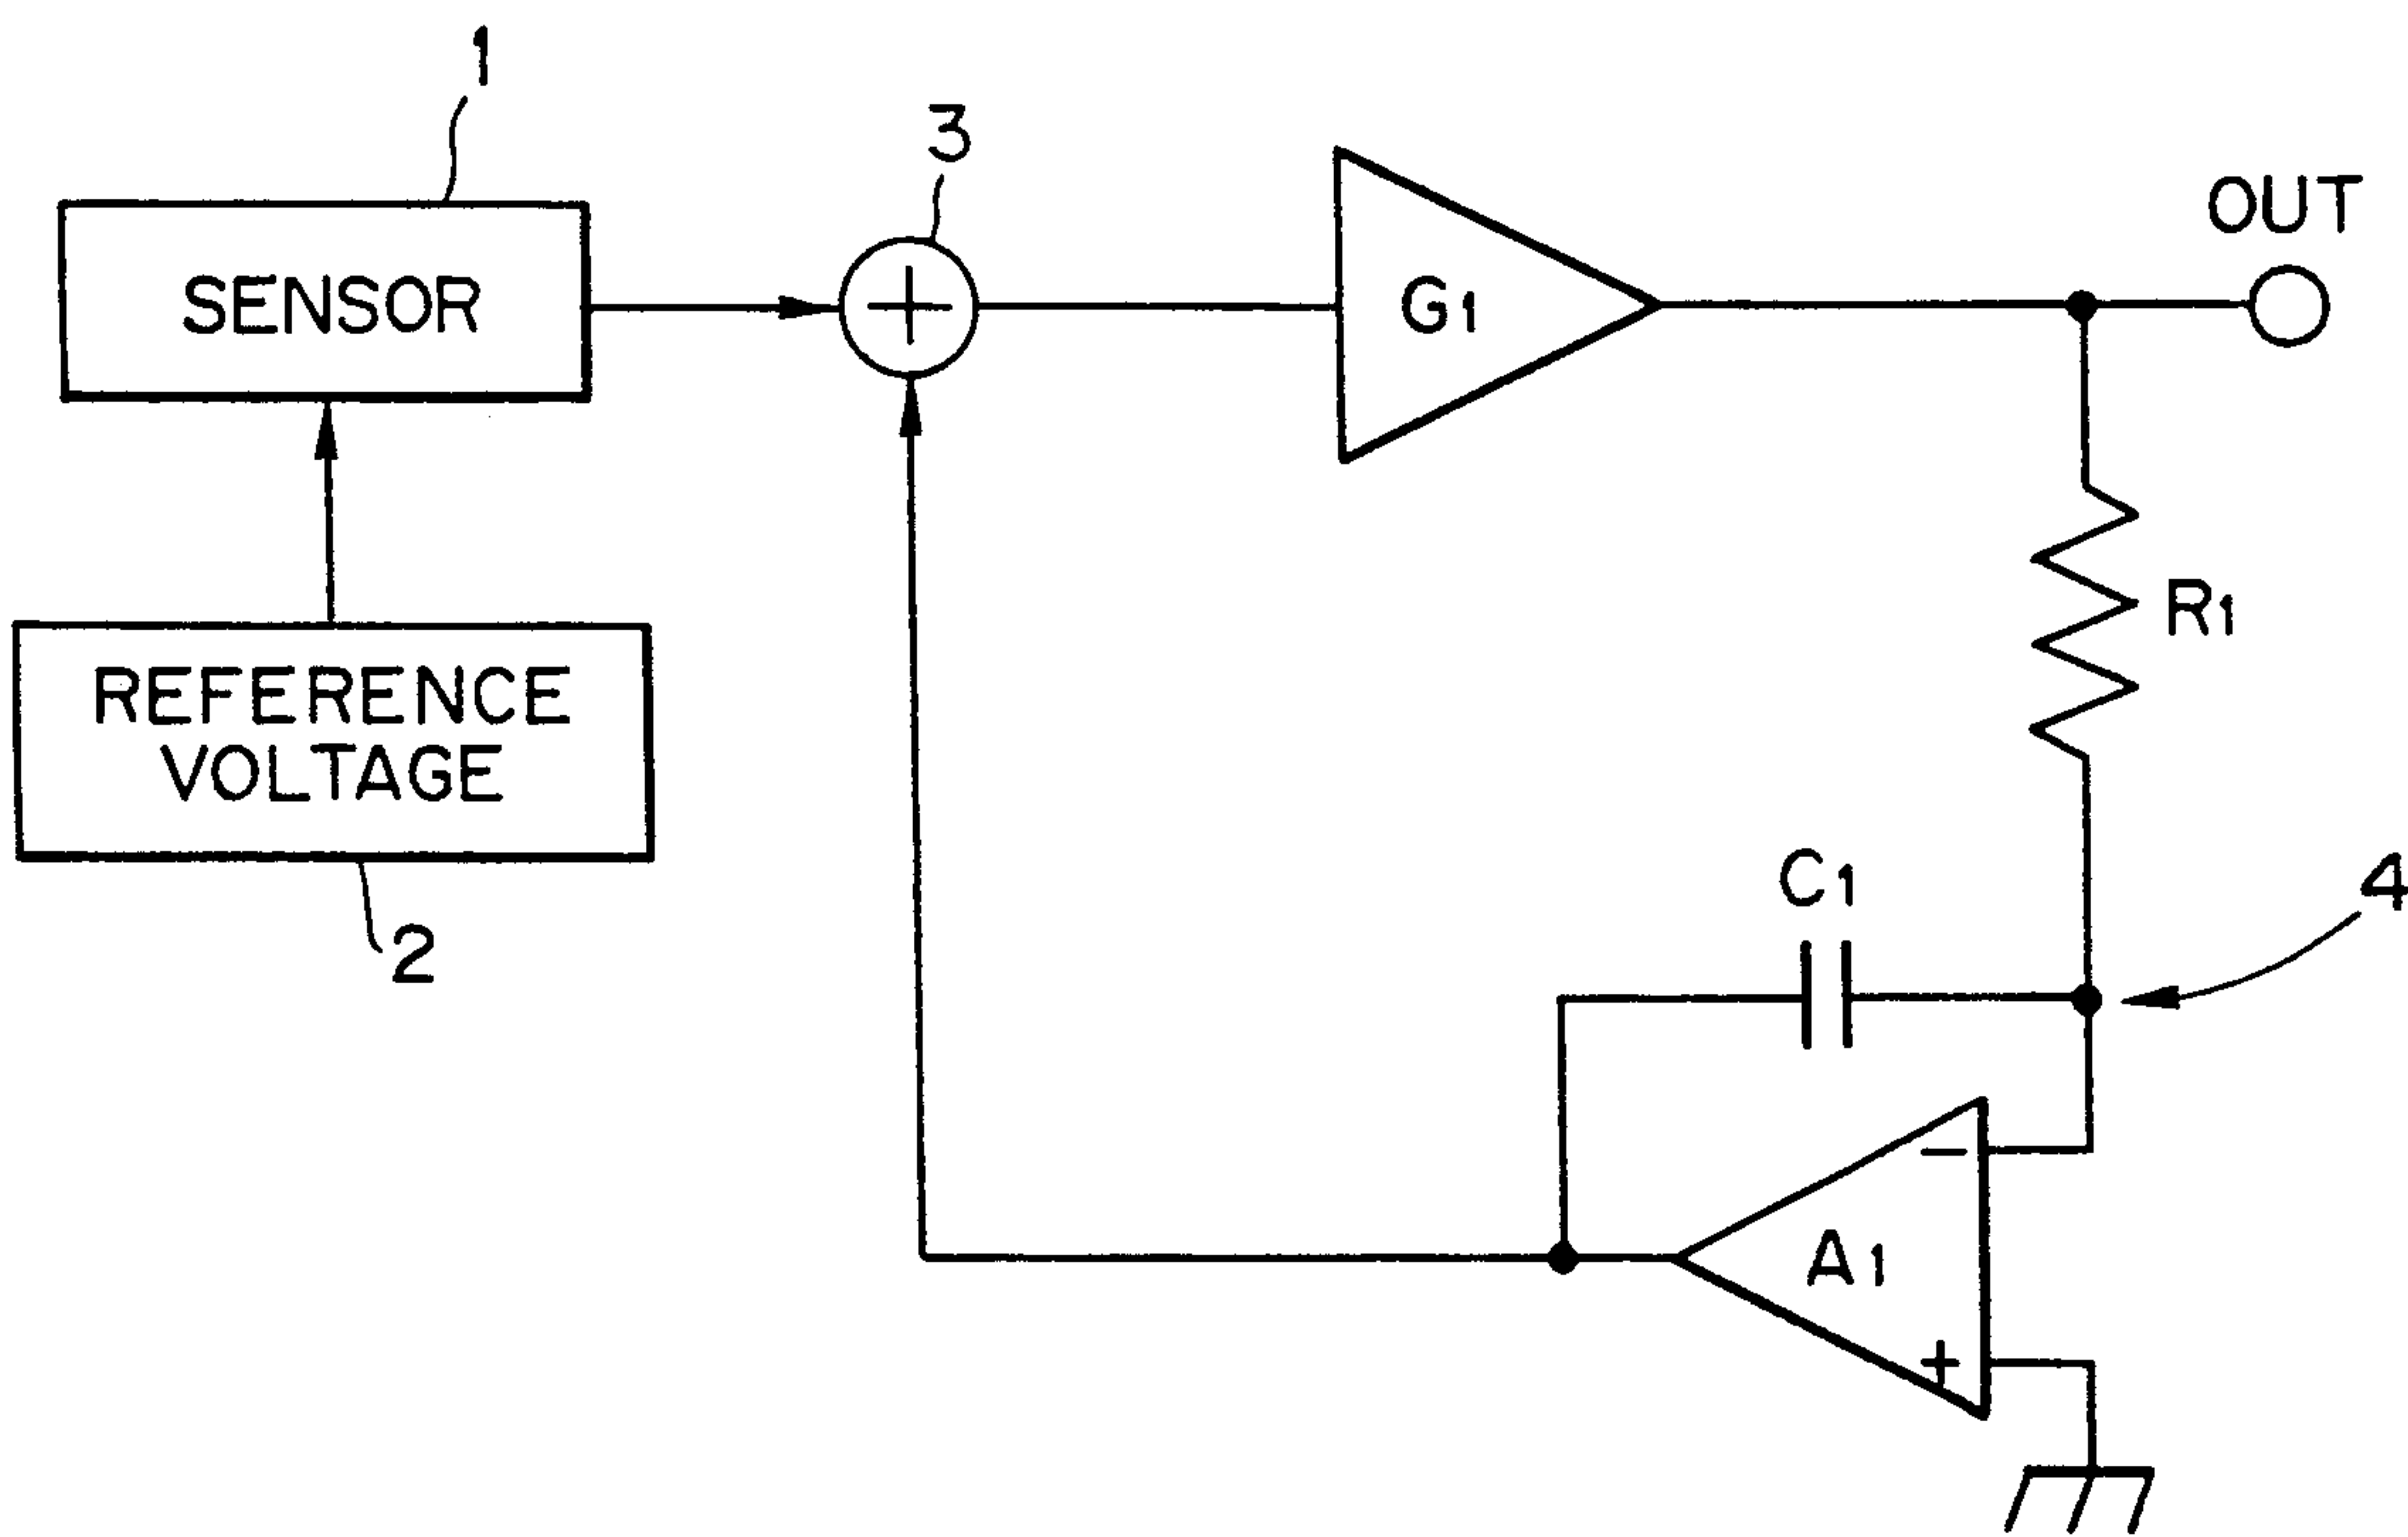 1
3
OUT
SENSOR
G1
R1
REFERENCE
VOLTAGE
C1
4
2
−
A1
+